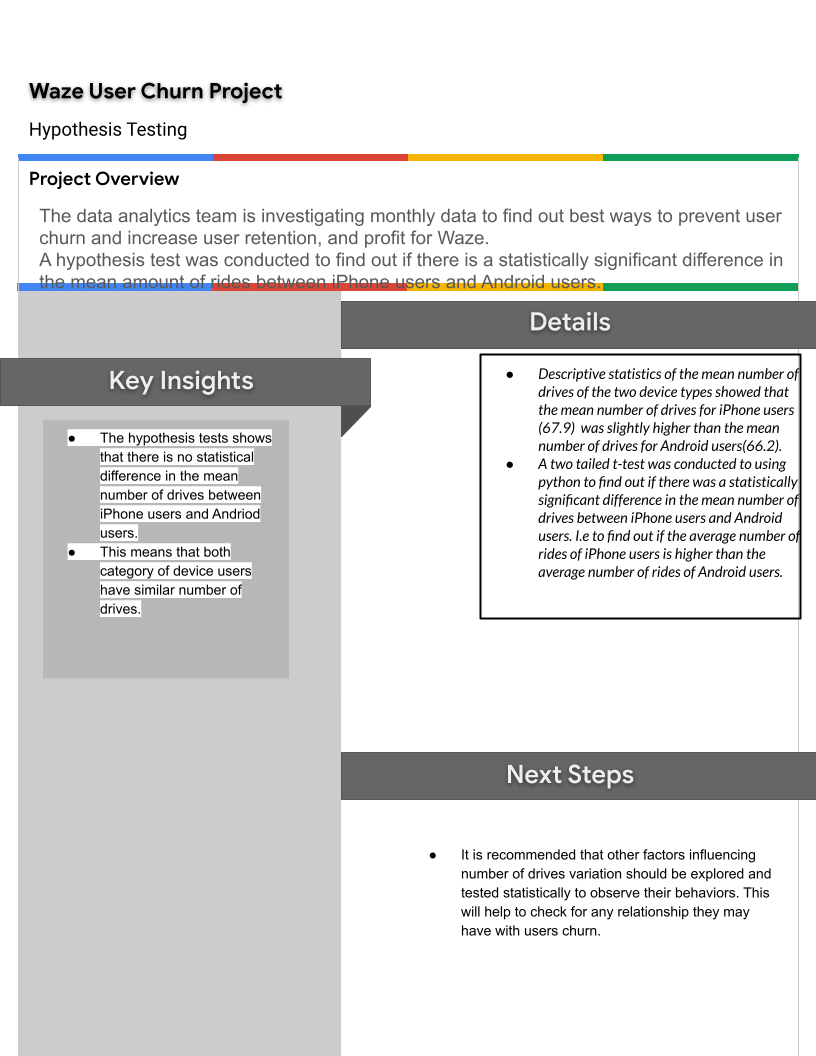 Waze User Churn Project
Hypothesis Testing
Project Overview
The data analytics team is investigating monthly data to find out best ways to prevent user
churn and increase user retention, and profit for Waze.
A hypothesis test was conducted to find out if there is a statistically significant difference in
the mean amount of rides between iPhone users and Android users.
Key Insights
● The hypothesis tests shows
that there is no statistical
difference in the mean
number of drives between
iPhone users and Andriod
users.
● This means that both
category of device users
have similar number of
drives.
Details
● Descriptive statistics of the mean number of
drives of the two device types showed that
the mean number of drives for iPhone users
(67.9) was slightly higher than the mean
number of drives for Android users(66.2).
● A two tailed t-test was conducted to using
python to find out if there was a statistically
significant difference in the mean number of
drives between iPhone users and Android
users. I.e to find out if the average number of
rides of iPhone users is higher than the
average number of rides of Android users.
Next Steps
● It is recommended that other factors influencing
number of drives variation should be explored and
tested statistically to observe their behaviors. This
will help to check for any relationship they may
have with users churn.